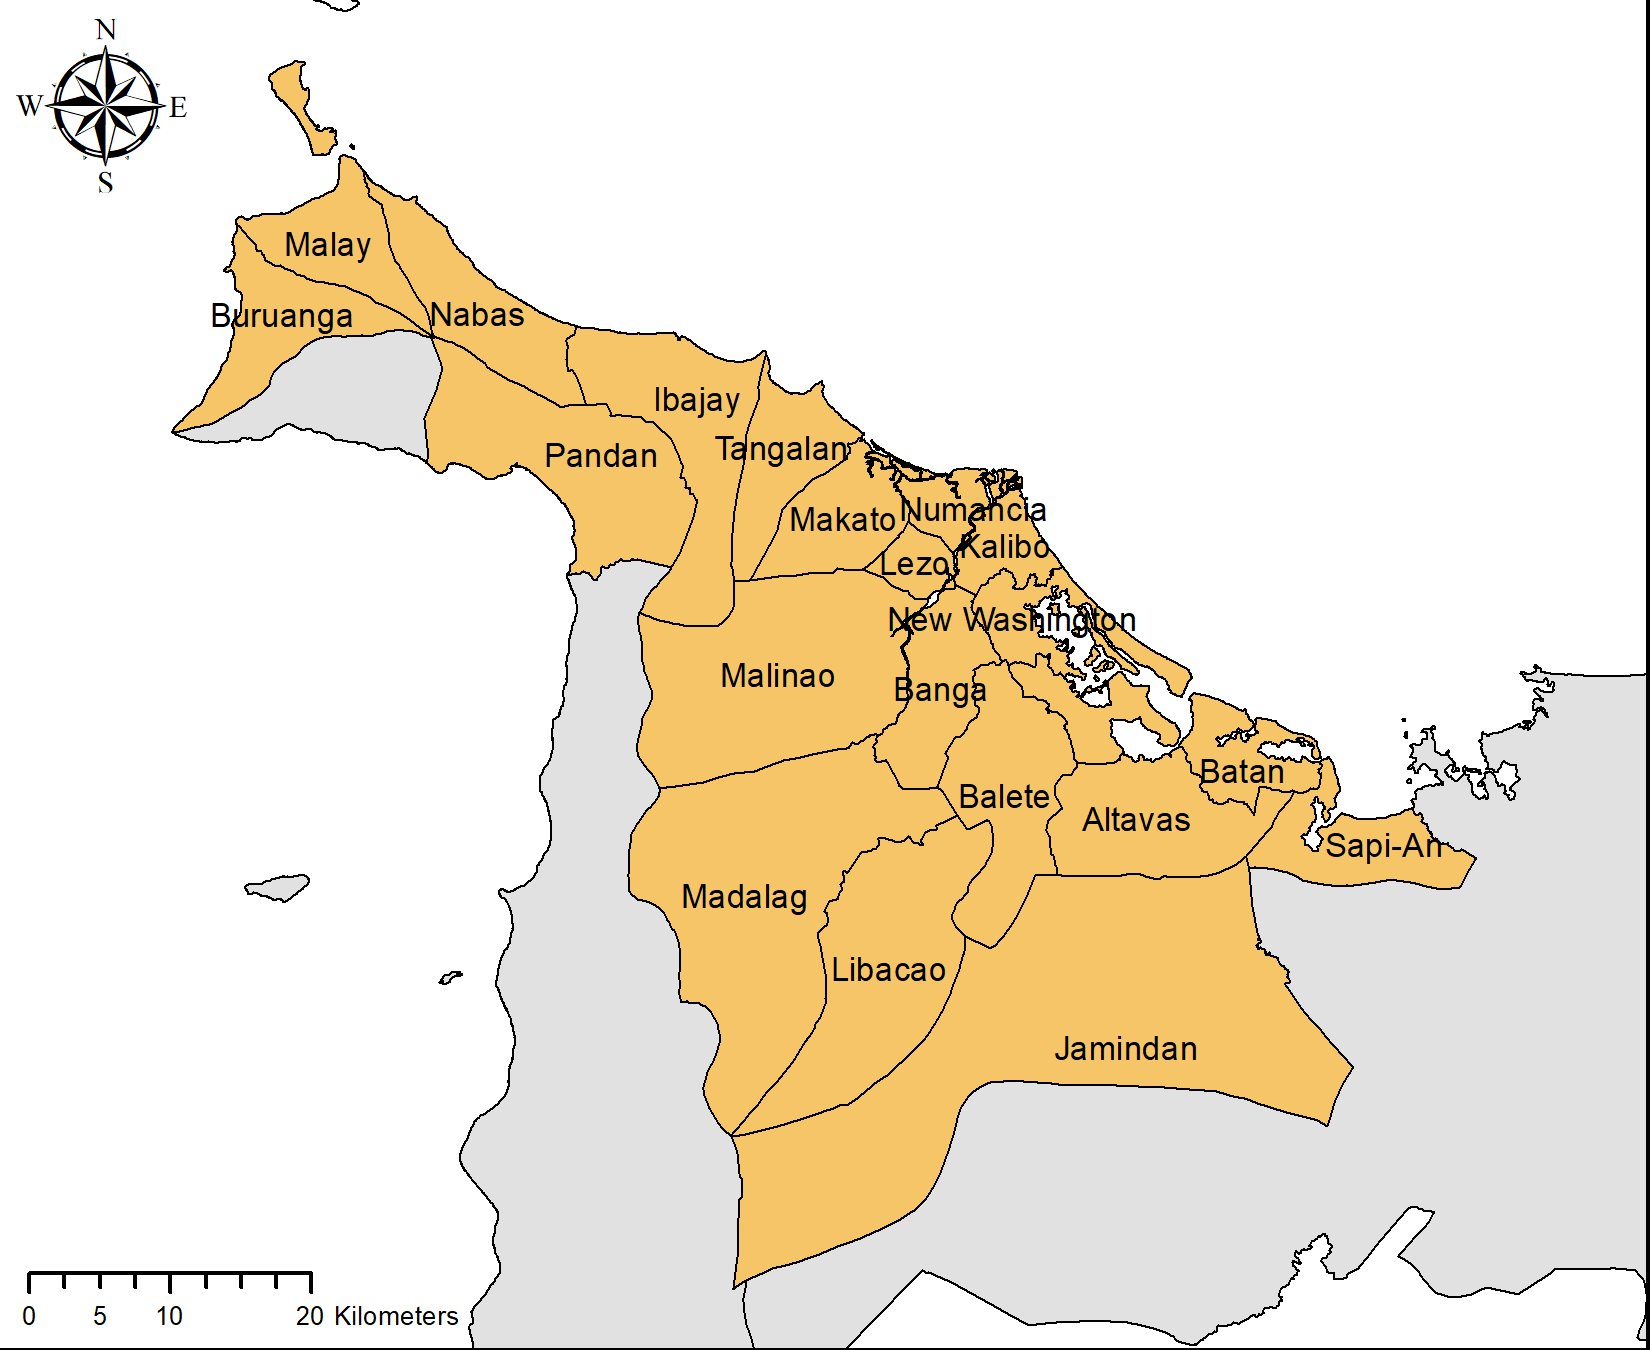 N
W E
S
Malay
Buruanga
Nabas
Ibajay
Tangalan
Pandan
Makato
Numancia
Kalibo
Lezo
New Washington
Malinao
Banga
Batan
Balete
Altavas
Sapi-An
Madalag
Libacao
Jamindan
0 5 10 20 Kilometers